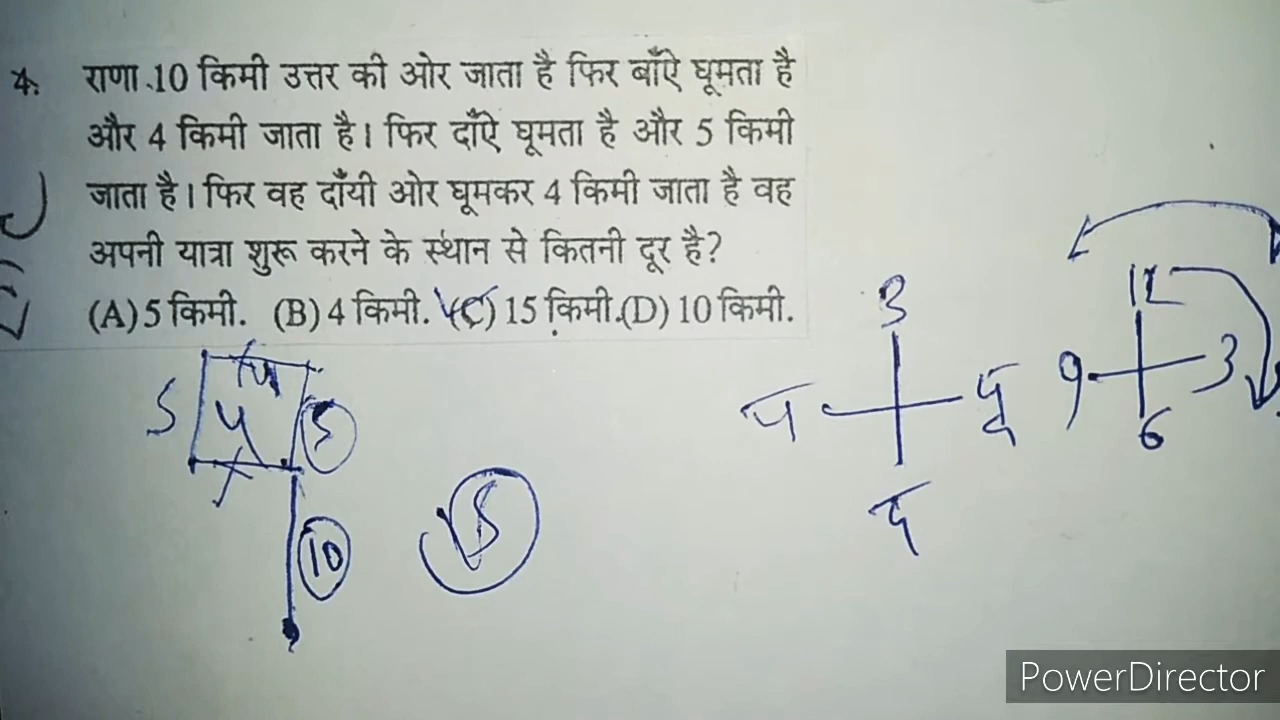 4. राणा 10 किमी उत्तर की ओर जाता है फिर बाँऐ घूमता है
और 4 किमी जाता है। फिर दाँऐ घूमता है और 5 किमी
जाता है। फिर वह दाँयी ओर घूमकर 4 किमी जाता है वह
अपनी यात्रा शुरू करने के स्थान से कितनी दूर है?
(A) 5 किमी. (B) 4 किमी. (C) 15 किमी. (D) 10 किमी.
5 4 5
10
15
उ
प पू
द
12
9 3
6
PowerDirector